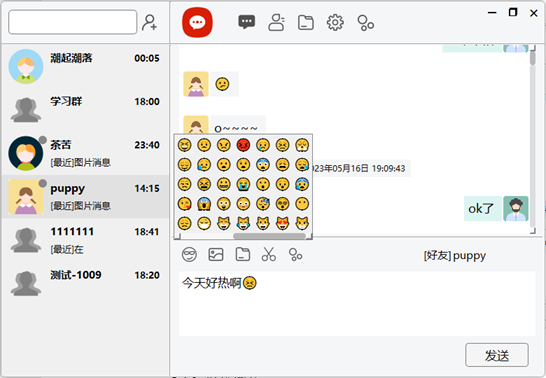 潮起潮落 00:05
学习群 18:00
茶苦 23:40
[最近]图片消息
puppy 14:15
[最近]图片消息
1111111 18:41
[最近]在
测试-1009 18:20
o~~~~
023年05月16日 19:09:43
ok了
[好友]puppy
今天好热啊😖
发送